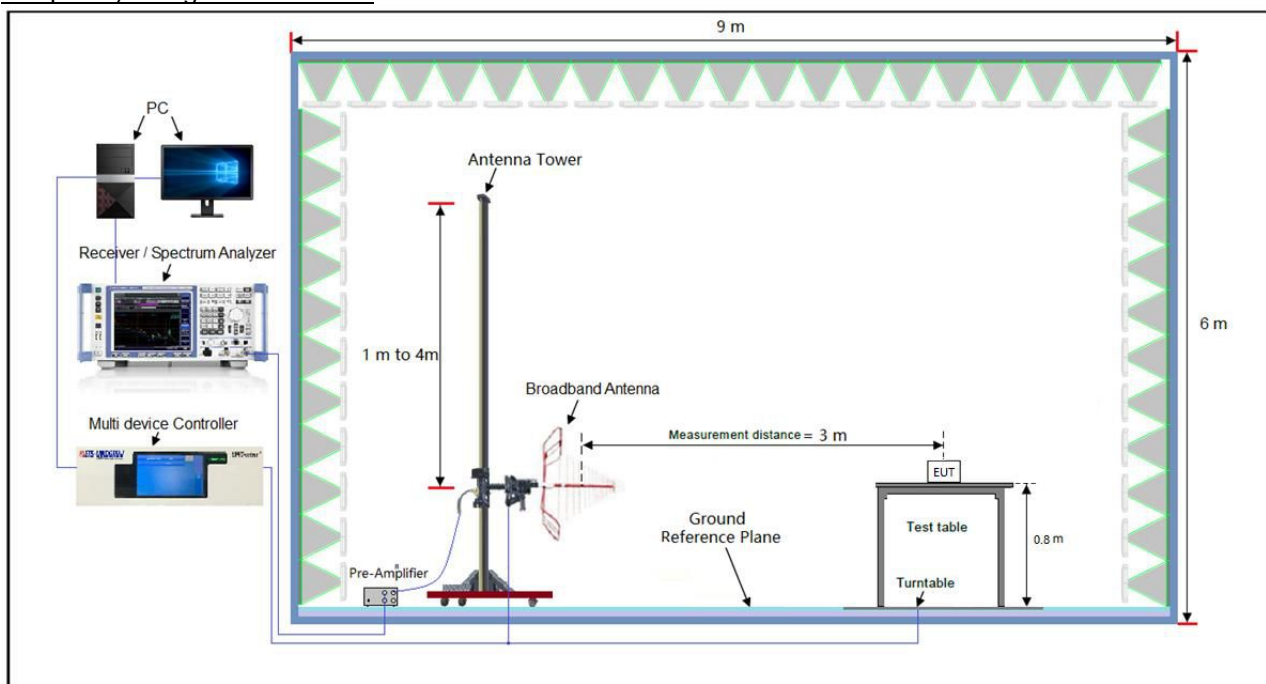 9 m
PC
Antenna Tower
Receiver / Spectrum Analyzer
6 m
1 m to 4m
Broadband Antenna
Multi device Controller
Measurement distance = 3 m
EUT
Ground
Reference Plane
Test table
0.8 m
Pre-Amplifier
Turntable